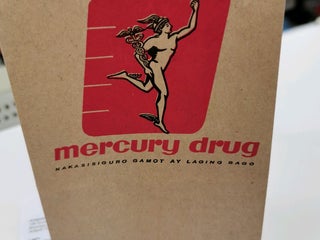 mercury drug
NAKASISIGURO GAMOT AY LAGING BAGO